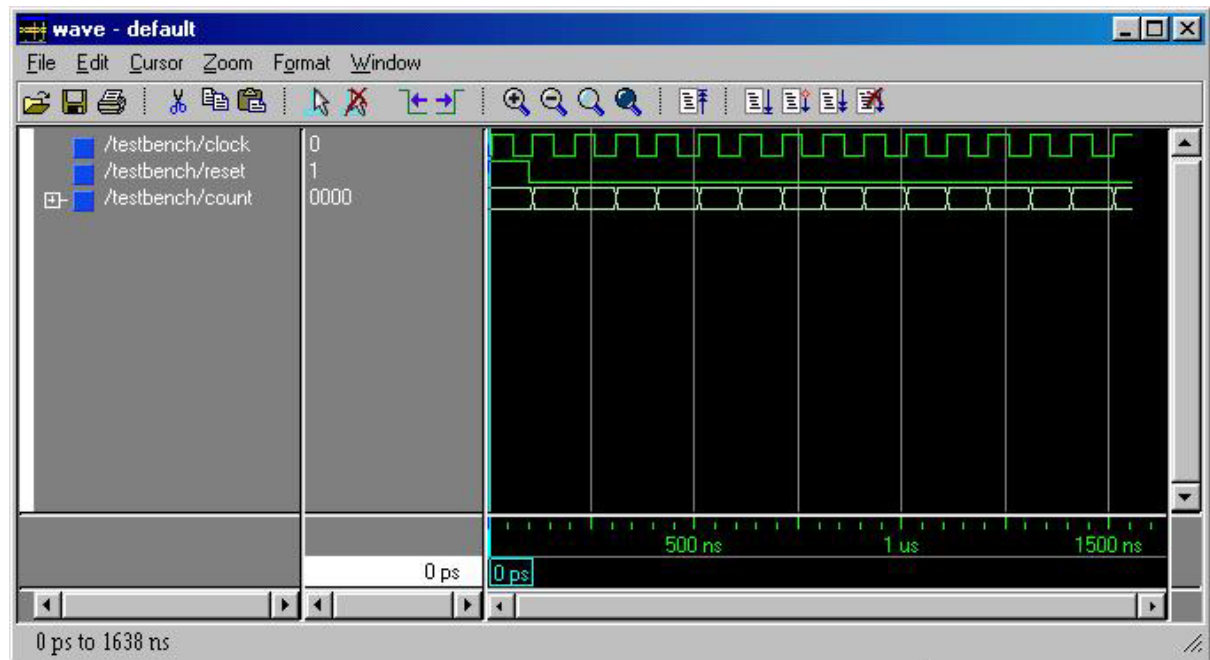 wave - default
File Edit Cursor Zoom Format Window
/testbench/clock 0
/testbench/reset 1
/testbench/count 0000
500 ns 1 us 1500 ns
0 ps 0 ps
0 ps to 1638 ns